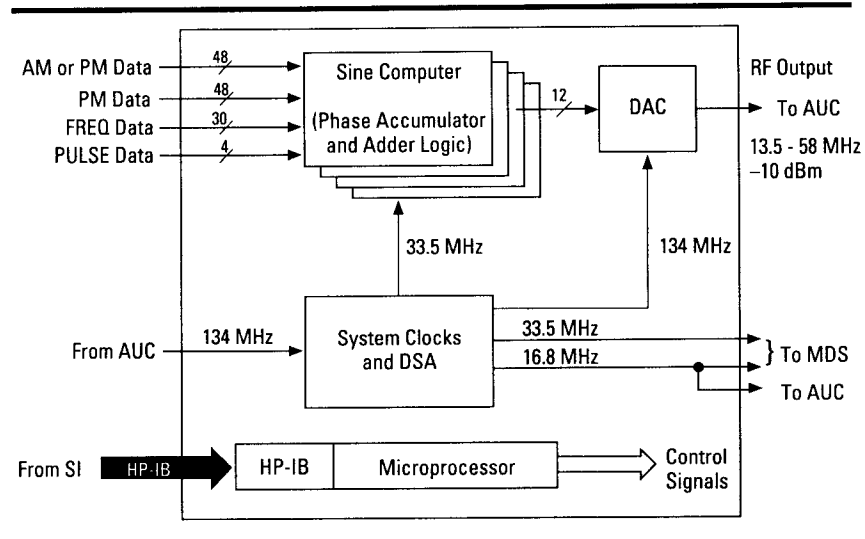 AM or PM Data
48
PM Data
48
FREQ Data
30
PULSE Data
4
Sine Computer
(Phase Accumulator
and Adder Logic)
12
DAC
RF Output
To AUC
13.5 - 58 MHz
–10 dBm
33.5 MHz
134 MHz
From AUC
134 MHz
System Clocks
and DSA
33.5 MHz
16.8 MHz
} To MDS
To AUC
From SI
HP-IB
HP-IB
Microprocessor
Control
Signals